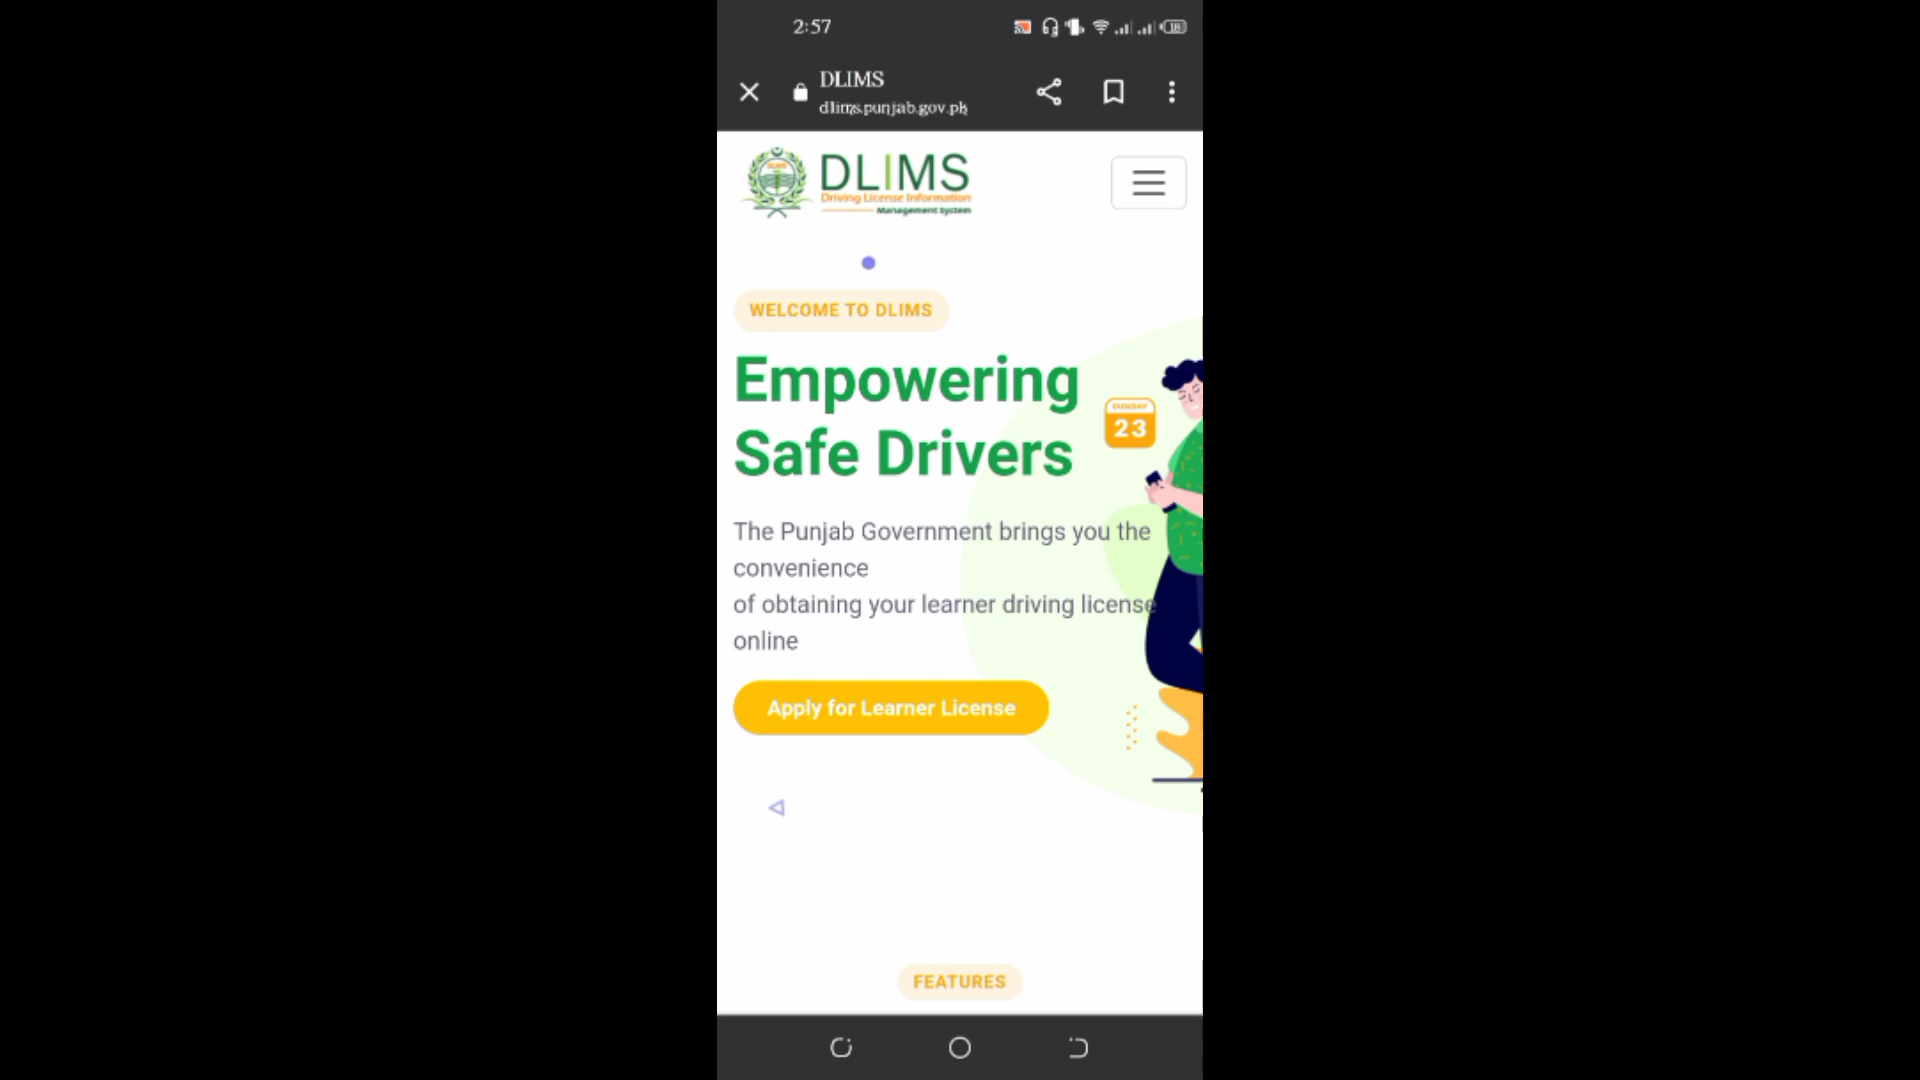 2:57
18
DLIMS
dlims.punjab.gov.pk
DLIMS
Driving License Information
Management System
WELCOME TO DLIMS
Empowering
Safe Drivers
SUNDAY
23
The Punjab Government brings you the
convenience
of obtaining your learner driving license
online
Apply for Learner License
FEATURES